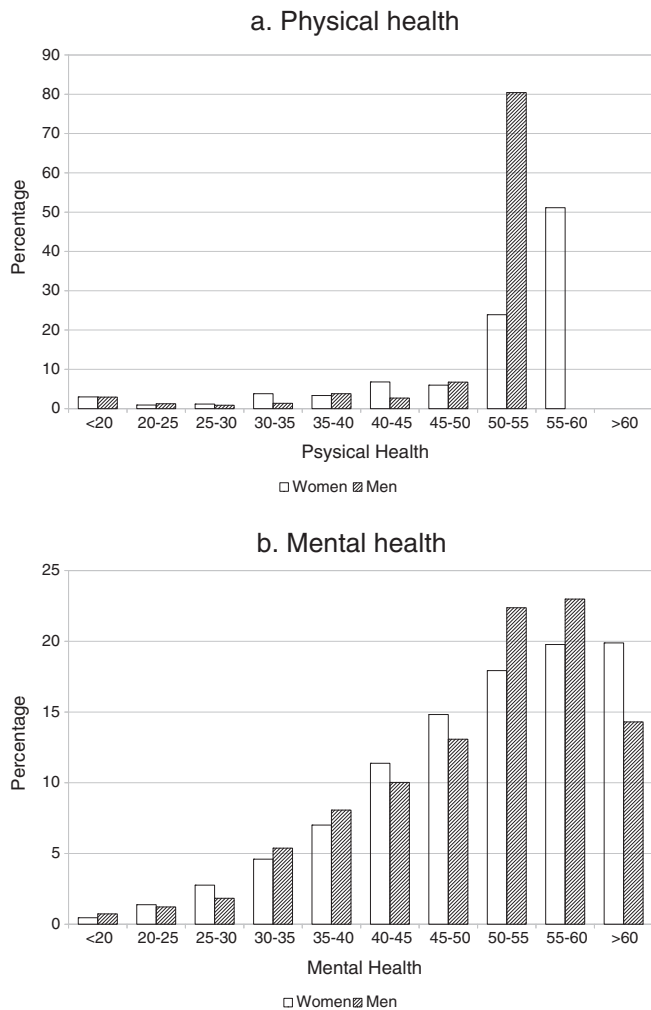 a. Physical health
90
80
70
60
50
40
30
20
10
0
Percentage
<20 20-25 25-30 30-35 35-40 40-45 45-50 50-55 55-60 >60
Psysical Health
Women Men
b. Mental health
25
20
15
10
5
0
Percentage
<20 20-25 25-30 30-35 35-40 40-45 45-50 50-55 55-60 >60
Mental Health
Women Men